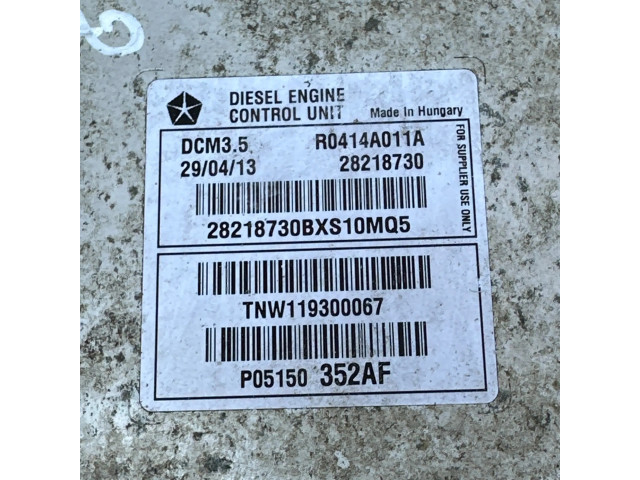 DIESEL ENGINE
CONTROL UNIT Made in Hungary
DCM3.5 R0414A011A
29/04/13 28218730
28218730BXS10MQ5
FOR SUPPLIER USE ONLY
TNW119300067
P05150 352AF